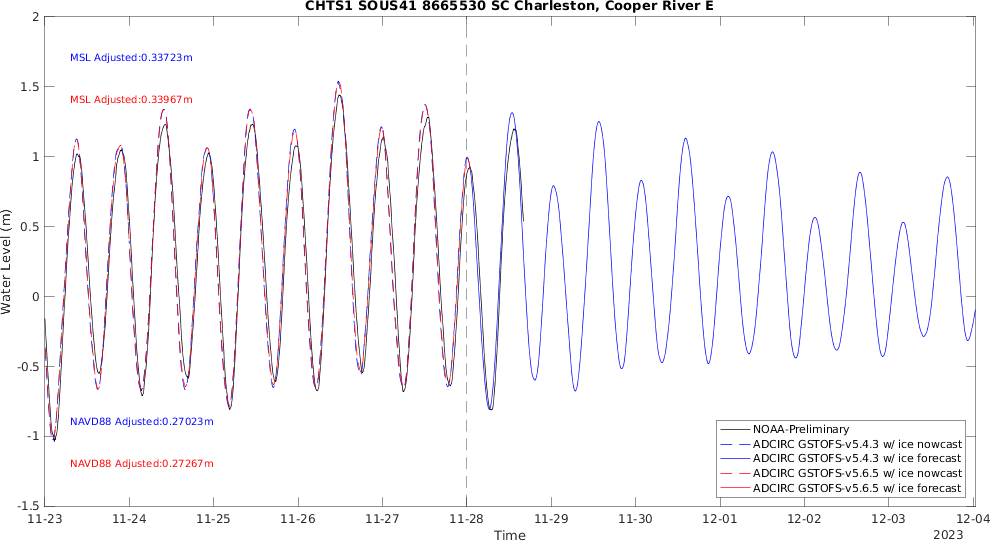 CHTS1 SOUS41 8665530 SC Charleston, Cooper River E
2
1.5
1
0.5
0
-0.5
-1
-1.5
Water Level (m)
MSL Adjusted:0.33723m
MSL Adjusted:0.33967m
NAVD88 Adjusted:0.27023m
NAVD88 Adjusted:0.27267m
NOAA-Preliminary
ADCIRC GSTOFS-v5.4.3 w/ ice nowcast
ADCIRC GSTOFS-v5.4.3 w/ ice forecast
ADCIRC GSTOFS-v5.6.5 w/ ice nowcast
ADCIRC GSTOFS-v5.6.5 w/ ice forecast
11-23 11-24 11-25 11-26 11-27 11-28 11-29 11-30 12-01 12-02 12-03 12-04
Time
2023